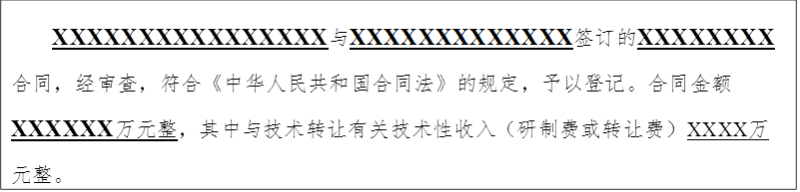 XXXXXXXXXXXXXXXX与XXXXXXXXXXXXX签订的XXXXXXXX
合同，经审查，符合《中华人民共和国合同法》的规定，予以登记。合同金额
XXXXXX万元整，其中与技术转让有关技术性收入（研制费或转让费）XXXX万
元整。